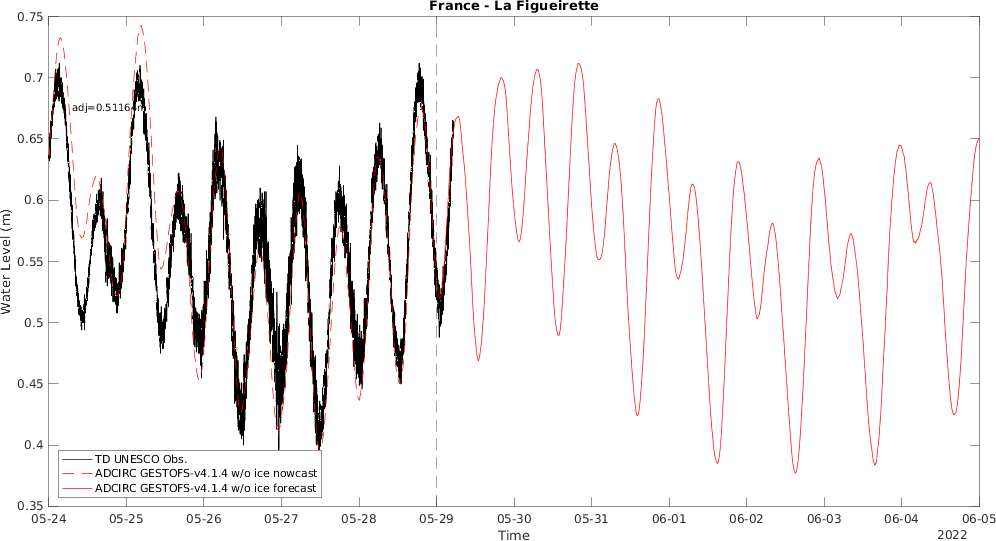 France - La Figueirette
0.75
0.7
0.65
0.6
0.55
0.5
0.45
0.4
0.35
Water Level (m)
adj=0.51164m
TD UNESCO Obs.
ADCIRC GESTOFS-v4.1.4 w/o ice nowcast
ADCIRC GESTOFS-v4.1.4 w/o ice forecast
05-24 05-25 05-26 05-27 05-28 05-29 05-30 05-31 06-01 06-02 06-03 06-04 06-05
Time
2022